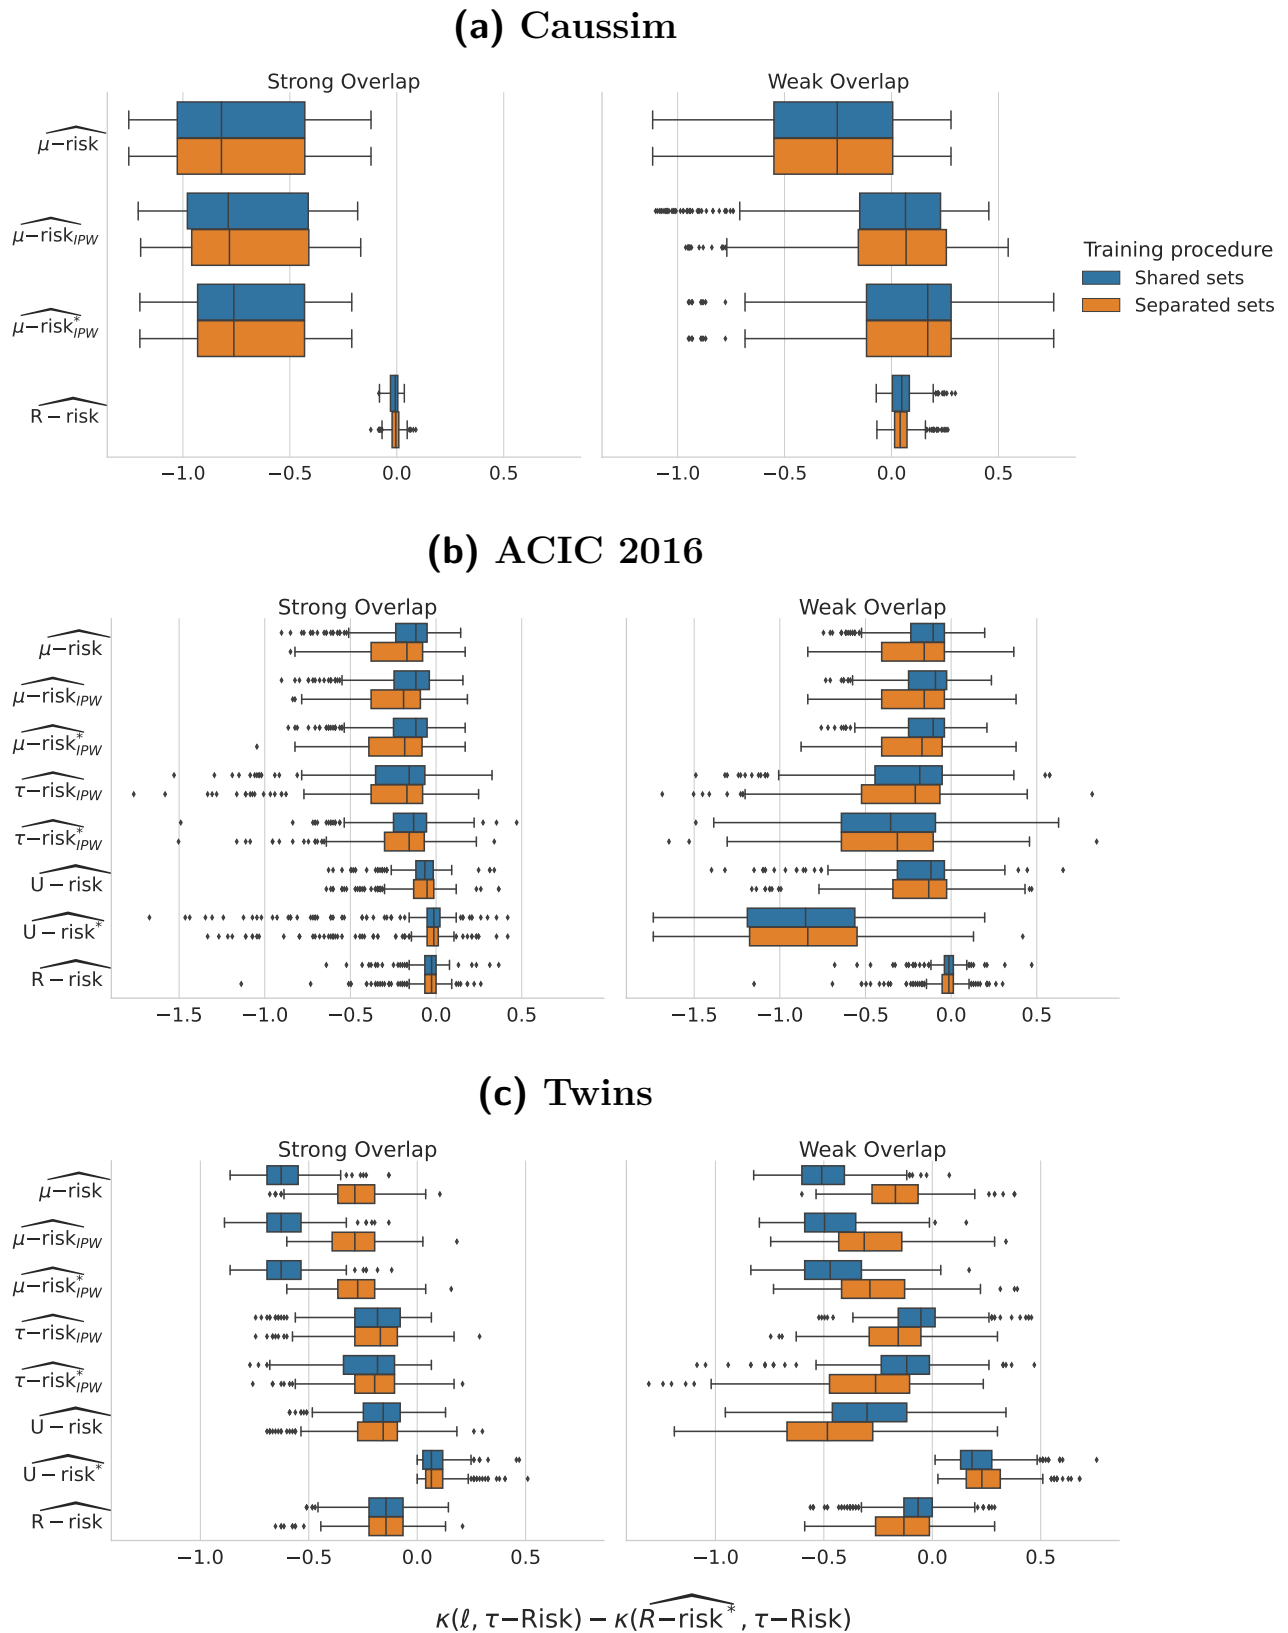 (a) Caussim
Strong Overlap Weak Overlap
μ−risk
μ−risk_IPW
μ−risk*_IPW
R − risk
−1.0 −0.5 0.0 0.5 −1.0 −0.5 0.0 0.5
Training procedure
Shared sets
Separated sets
(b) ACIC 2016
Strong Overlap Weak Overlap
μ−risk
μ−risk_IPW
μ−risk*_IPW
τ−risk_IPW
τ−risk*_IPW
U − risk
U − risk*
R − risk
−1.5 −1.0 −0.5 0.0 0.5 −1.5 −1.0 −0.5 0.0 0.5
(c) Twins
Strong Overlap Weak Overlap
μ−risk
μ−risk_IPW
μ−risk*_IPW
τ−risk_IPW
τ−risk*_IPW
U − risk
U − risk*
R − risk
−1.0 −0.5 0.0 0.5 −1.0 −0.5 0.0 0.5
κ(ℓ, τ−Risk) − κ(R−risk*, τ−Risk)